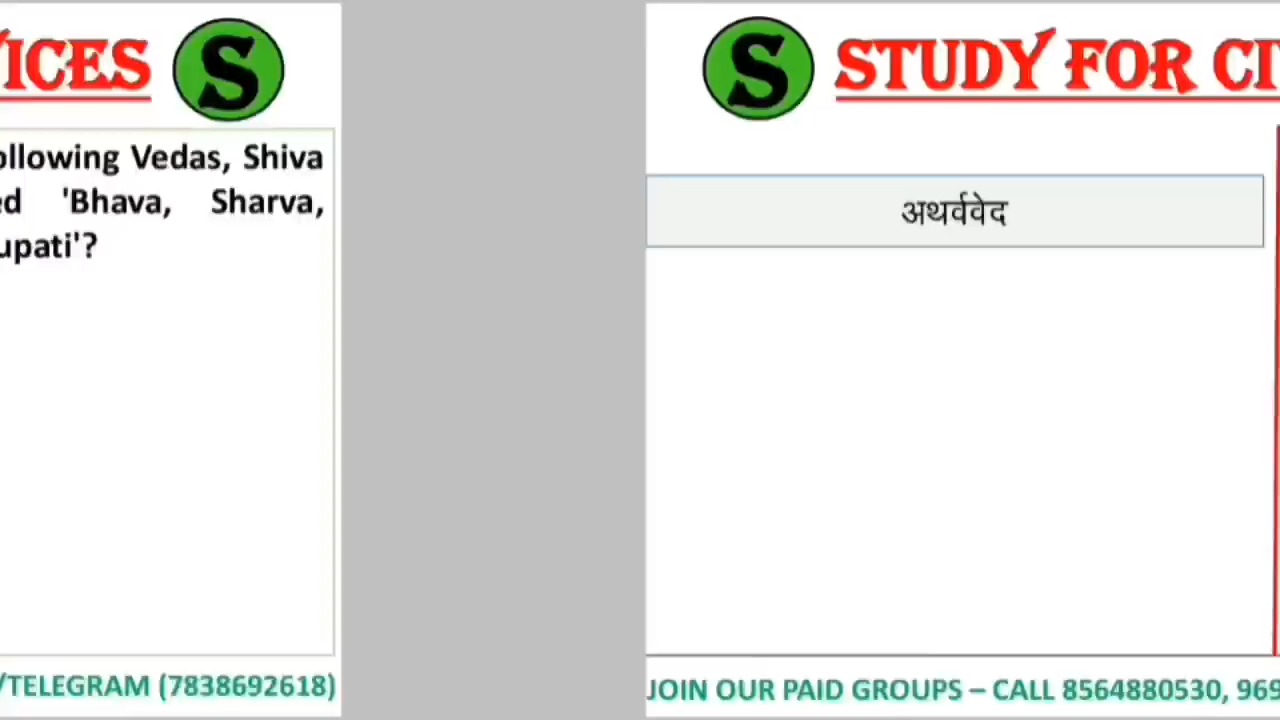 VICES
S
ollowing Vedas, Shiva
ed 'Bhava, Sharva,
upati'?
/TELEGRAM (7838692618)
S
STUDY FOR CI
अथर्ववेद
JOIN OUR PAID GROUPS – CALL 8564880530, 969